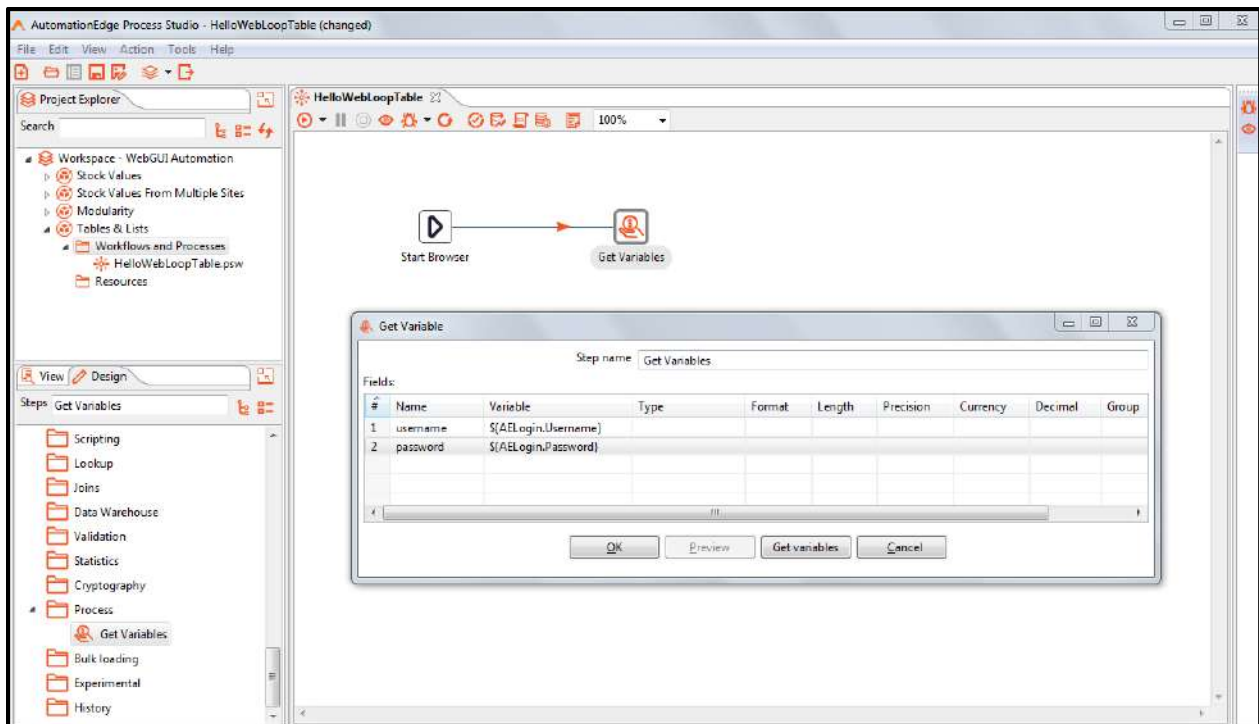 AutomationEdge Process Studio - HelloWebLoopTable (changed)
File Edit View Action Tools Help
Project Explorer
Search
Workspace - WebGUI Automation
Stock Values
Stock Values From Multiple Sites
Modularity
Tables & Lists
Workflows and Processes
HelloWebLoopTable.psw
Resources
View Design
Steps Get Variables
Scripting
Lookup
Joins
Data Warehouse
Validation
Statistics
Cryptography
Process
Get Variables
Bulk loading
Experimental
History
HelloWebLoopTable
100%
Start Browser
Get Variables
Get Variable
Step name Get Variables
Fields:
# Name Variable Type Format Length Precision Currency Decimal Group
1 username ${AELogin.Username}
2 password ${AELogin.Password}
OK Preview Get variables Cancel